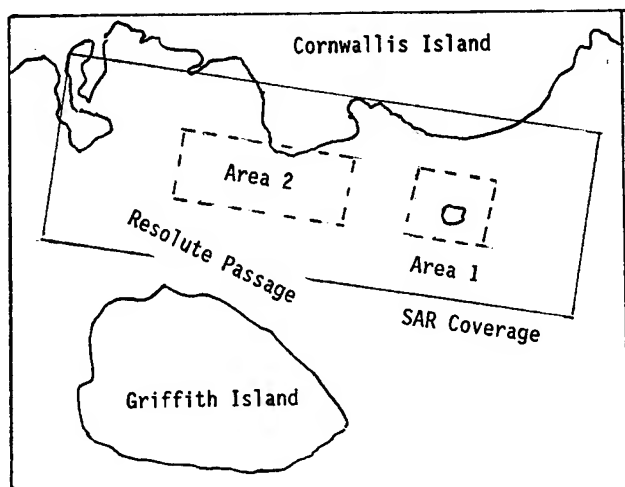 Cornwallis Island
Area 2
Area 1
Resolute Passage
SAR Coverage
Griffith Island